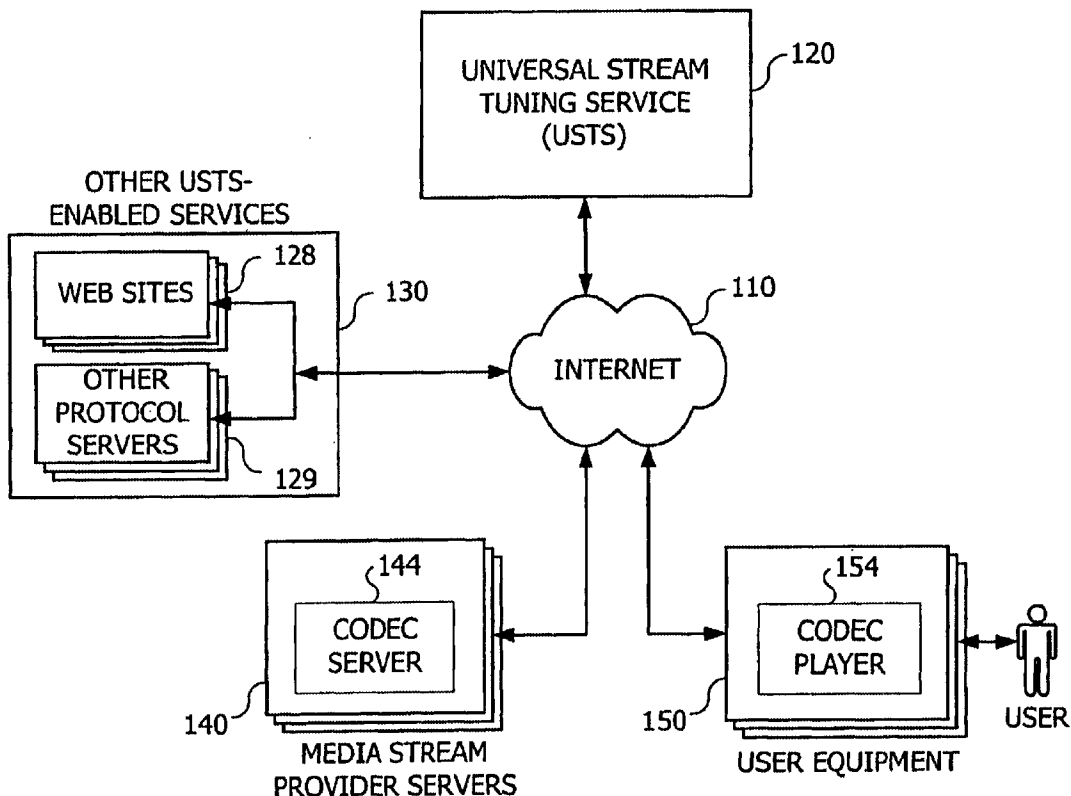 UNIVERSAL STREAM
TUNING SERVICE
(USTS)
120
OTHER USTS-
ENABLED SERVICES
WEB SITES
128
130
OTHER
PROTOCOL
SERVERS
129
110
INTERNET
144
CODEC
SERVER
140
MEDIA STREAM
PROVIDER SERVERS
154
CODEC
PLAYER
150
USER EQUIPMENT
USER